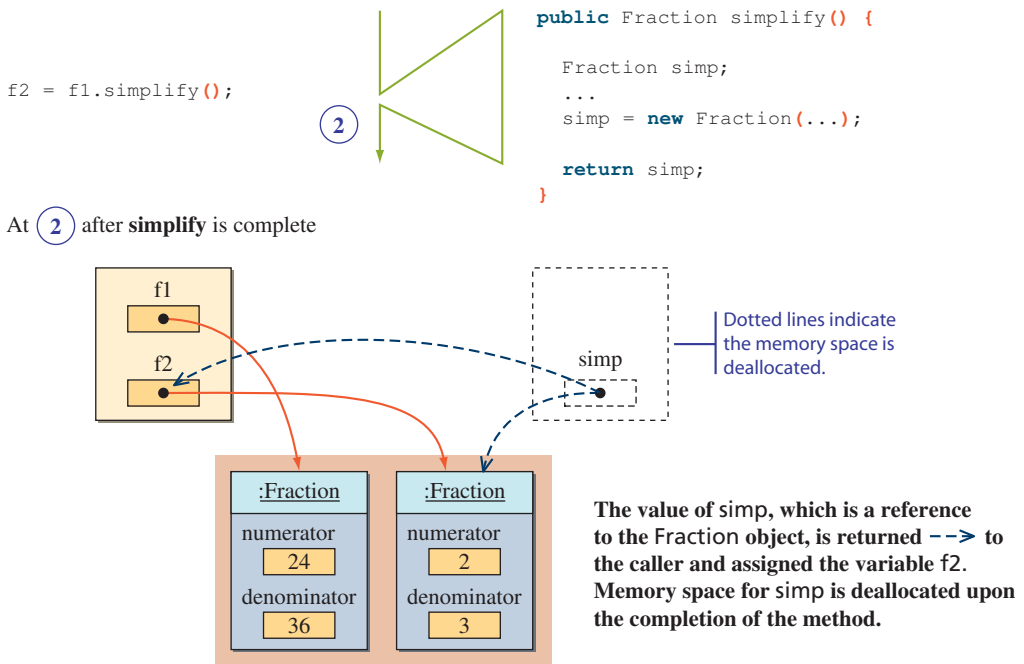 public Fraction simplify() {
Fraction simp;
...
f2 = f1.simplify();
simp = new Fraction(...);
2
return simp;
}
At 2 after simplify is complete
f1
f2
simp
Dotted lines indicate
the memory space is
deallocated.
:Fraction
numerator
24
denominator
36
:Fraction
numerator
2
denominator
3
The value of simp, which is a reference
to the Fraction object, is returned --> to
the caller and assigned the variable f2.
Memory space for simp is deallocated upon
the completion of the method.